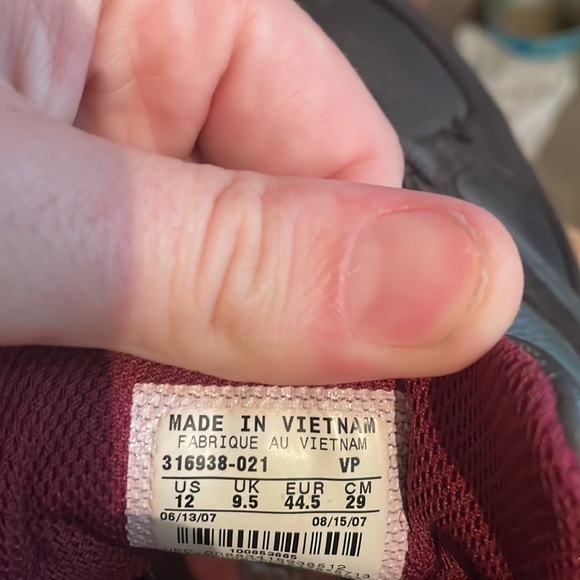 MADE IN VIETNAM
FABRIQUE AU VIETNAM
316938-021 VP
US UK EUR CM
12 9.5 44.5 29
06/13/07 08/15/07
100853685